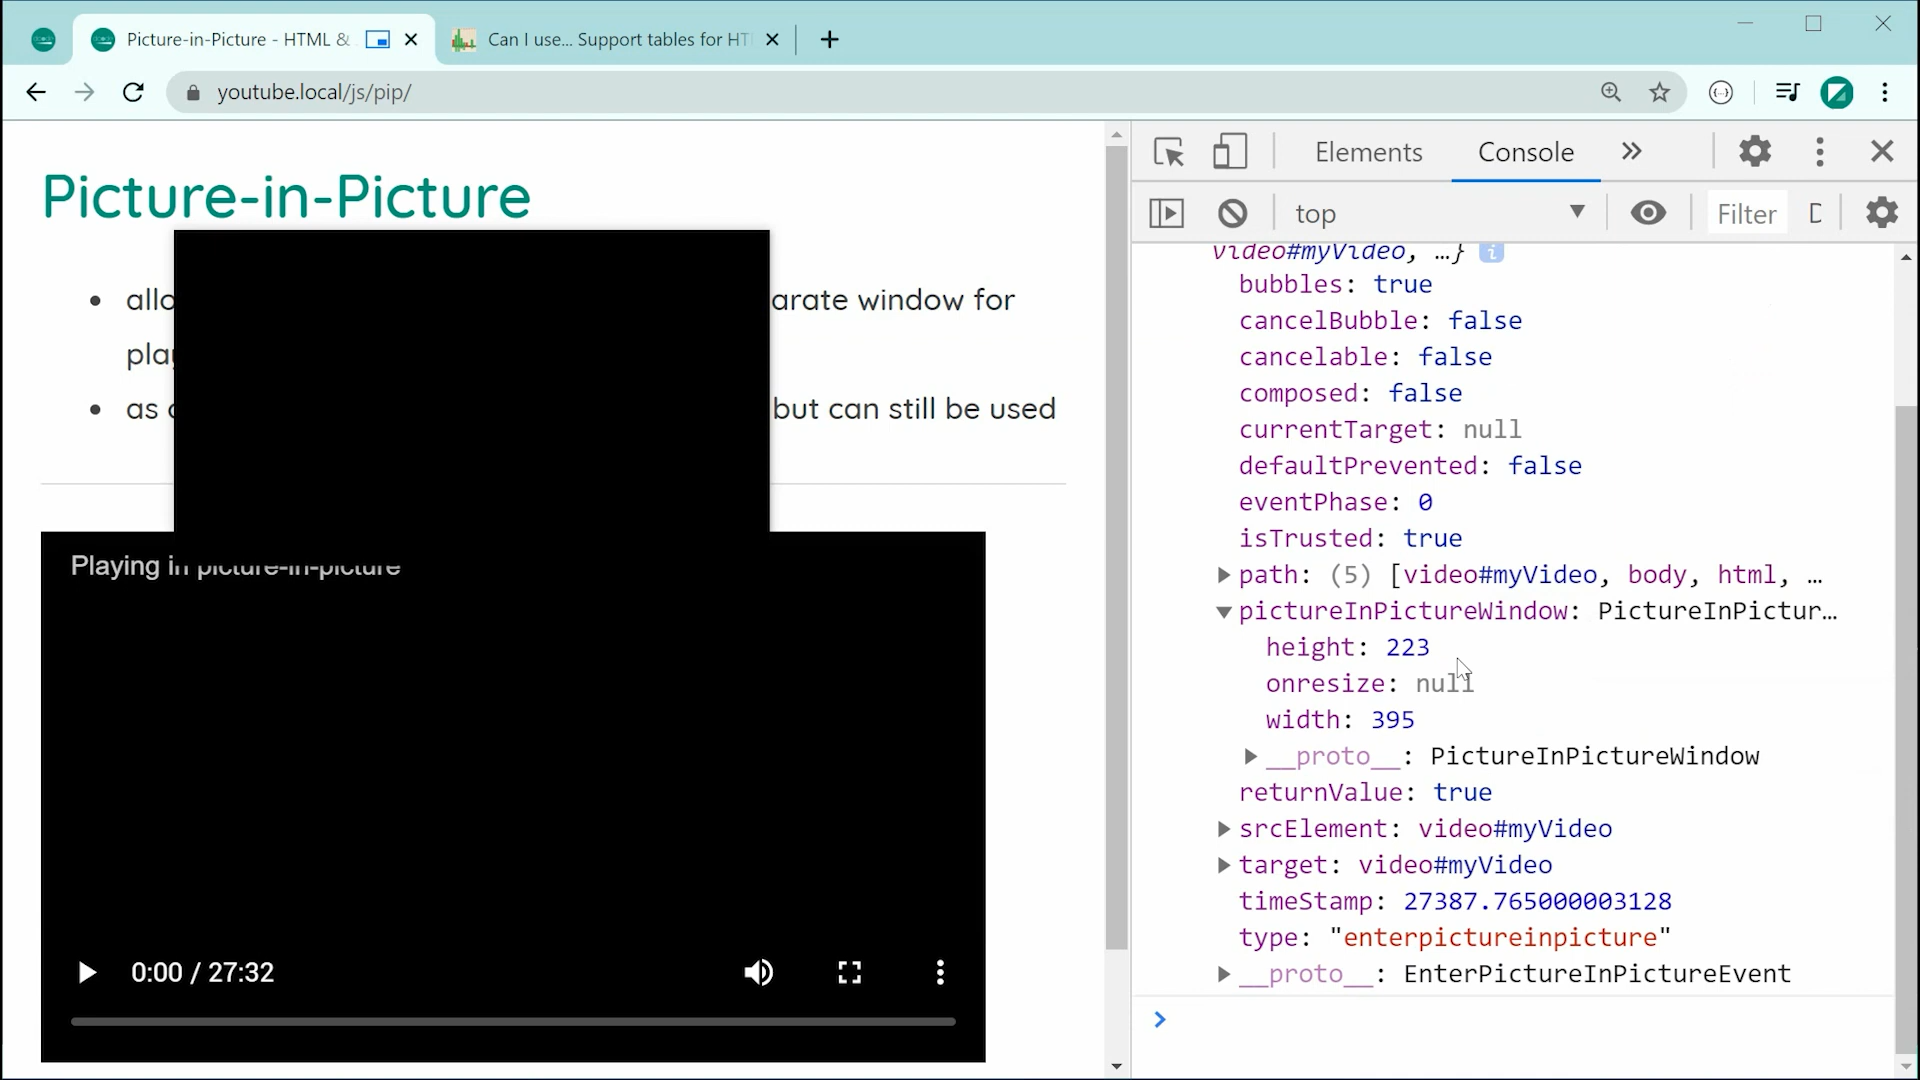 Picture-in-Picture - HTML &
Can I use... Support tables for HT
youtube.local/js/pip/
Elements
Console
top
Filter
D
Picture-in-Picture
arate window for
as
but can still be used
Playing in picture-in-picture
0:00 / 27:32
video#myVideo, …}
bubbles: true
cancelBubble: false
cancelable: false
composed: false
currentTarget: null
defaultPrevented: false
eventPhase: 0
isTrusted: true
path: (5) [video#myVideo, body, html, …
pictureInPictureWindow: PictureInPictur…
height: 223
onresize: null
width: 395
__proto__: PictureInPictureWindow
returnValue: true
srcElement: video#myVideo
target: video#myVideo
timeStamp: 27387.765000003128
type: "enterpictureinpicture"
__proto__: EnterPictureInPictureEvent